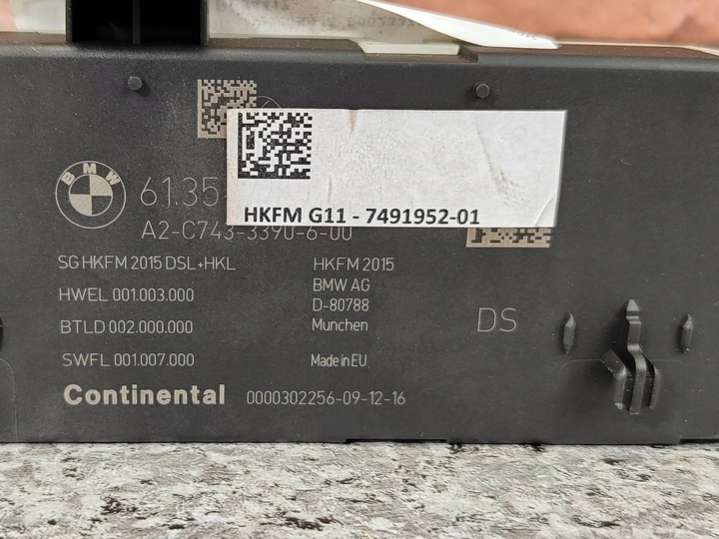 BMW
61.35
HKFM G11 - 7491952-01
A2-C743-3390-6-00
SG HKFM 2015 DSL+HKL
HWEL 001.003.000
BTLD 002.000.000
SWFL 001.007.000
HKFM 2015
BMW AG
D-80788
Munchen
Made in EU
DS
Continental 0000302256-09-12-16